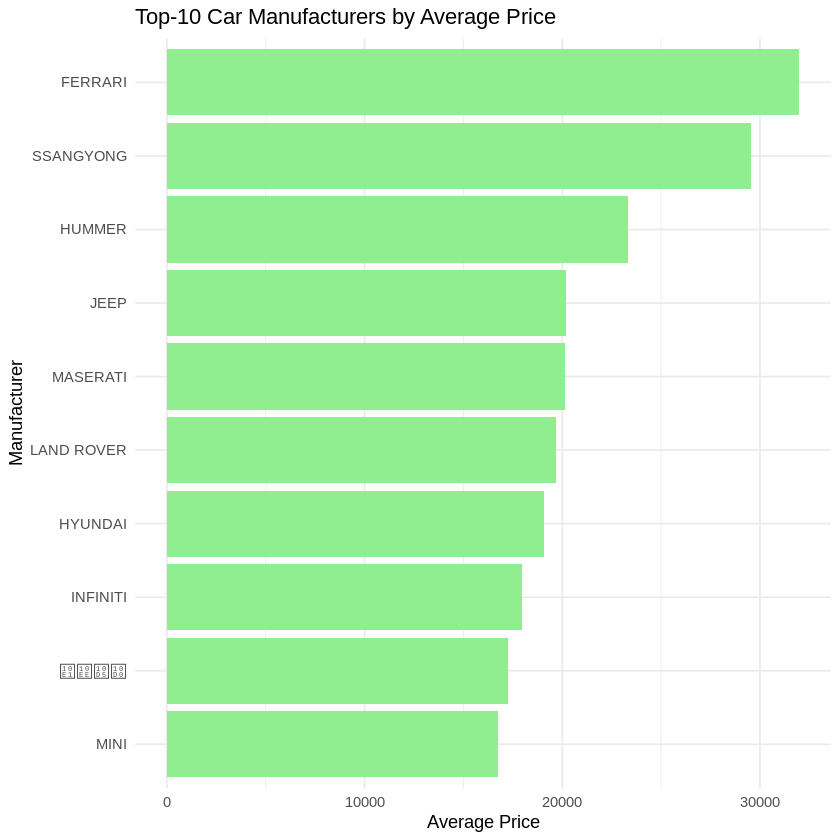 Top-10 Car Manufacturers by Average Price
FERRARI
SSANGYONG
HUMMER
JEEP
MASERATI
LAND ROVER
HYUNDAI
INFINITI
MINI
Manufacturer
0 10000 20000 30000
Average Price